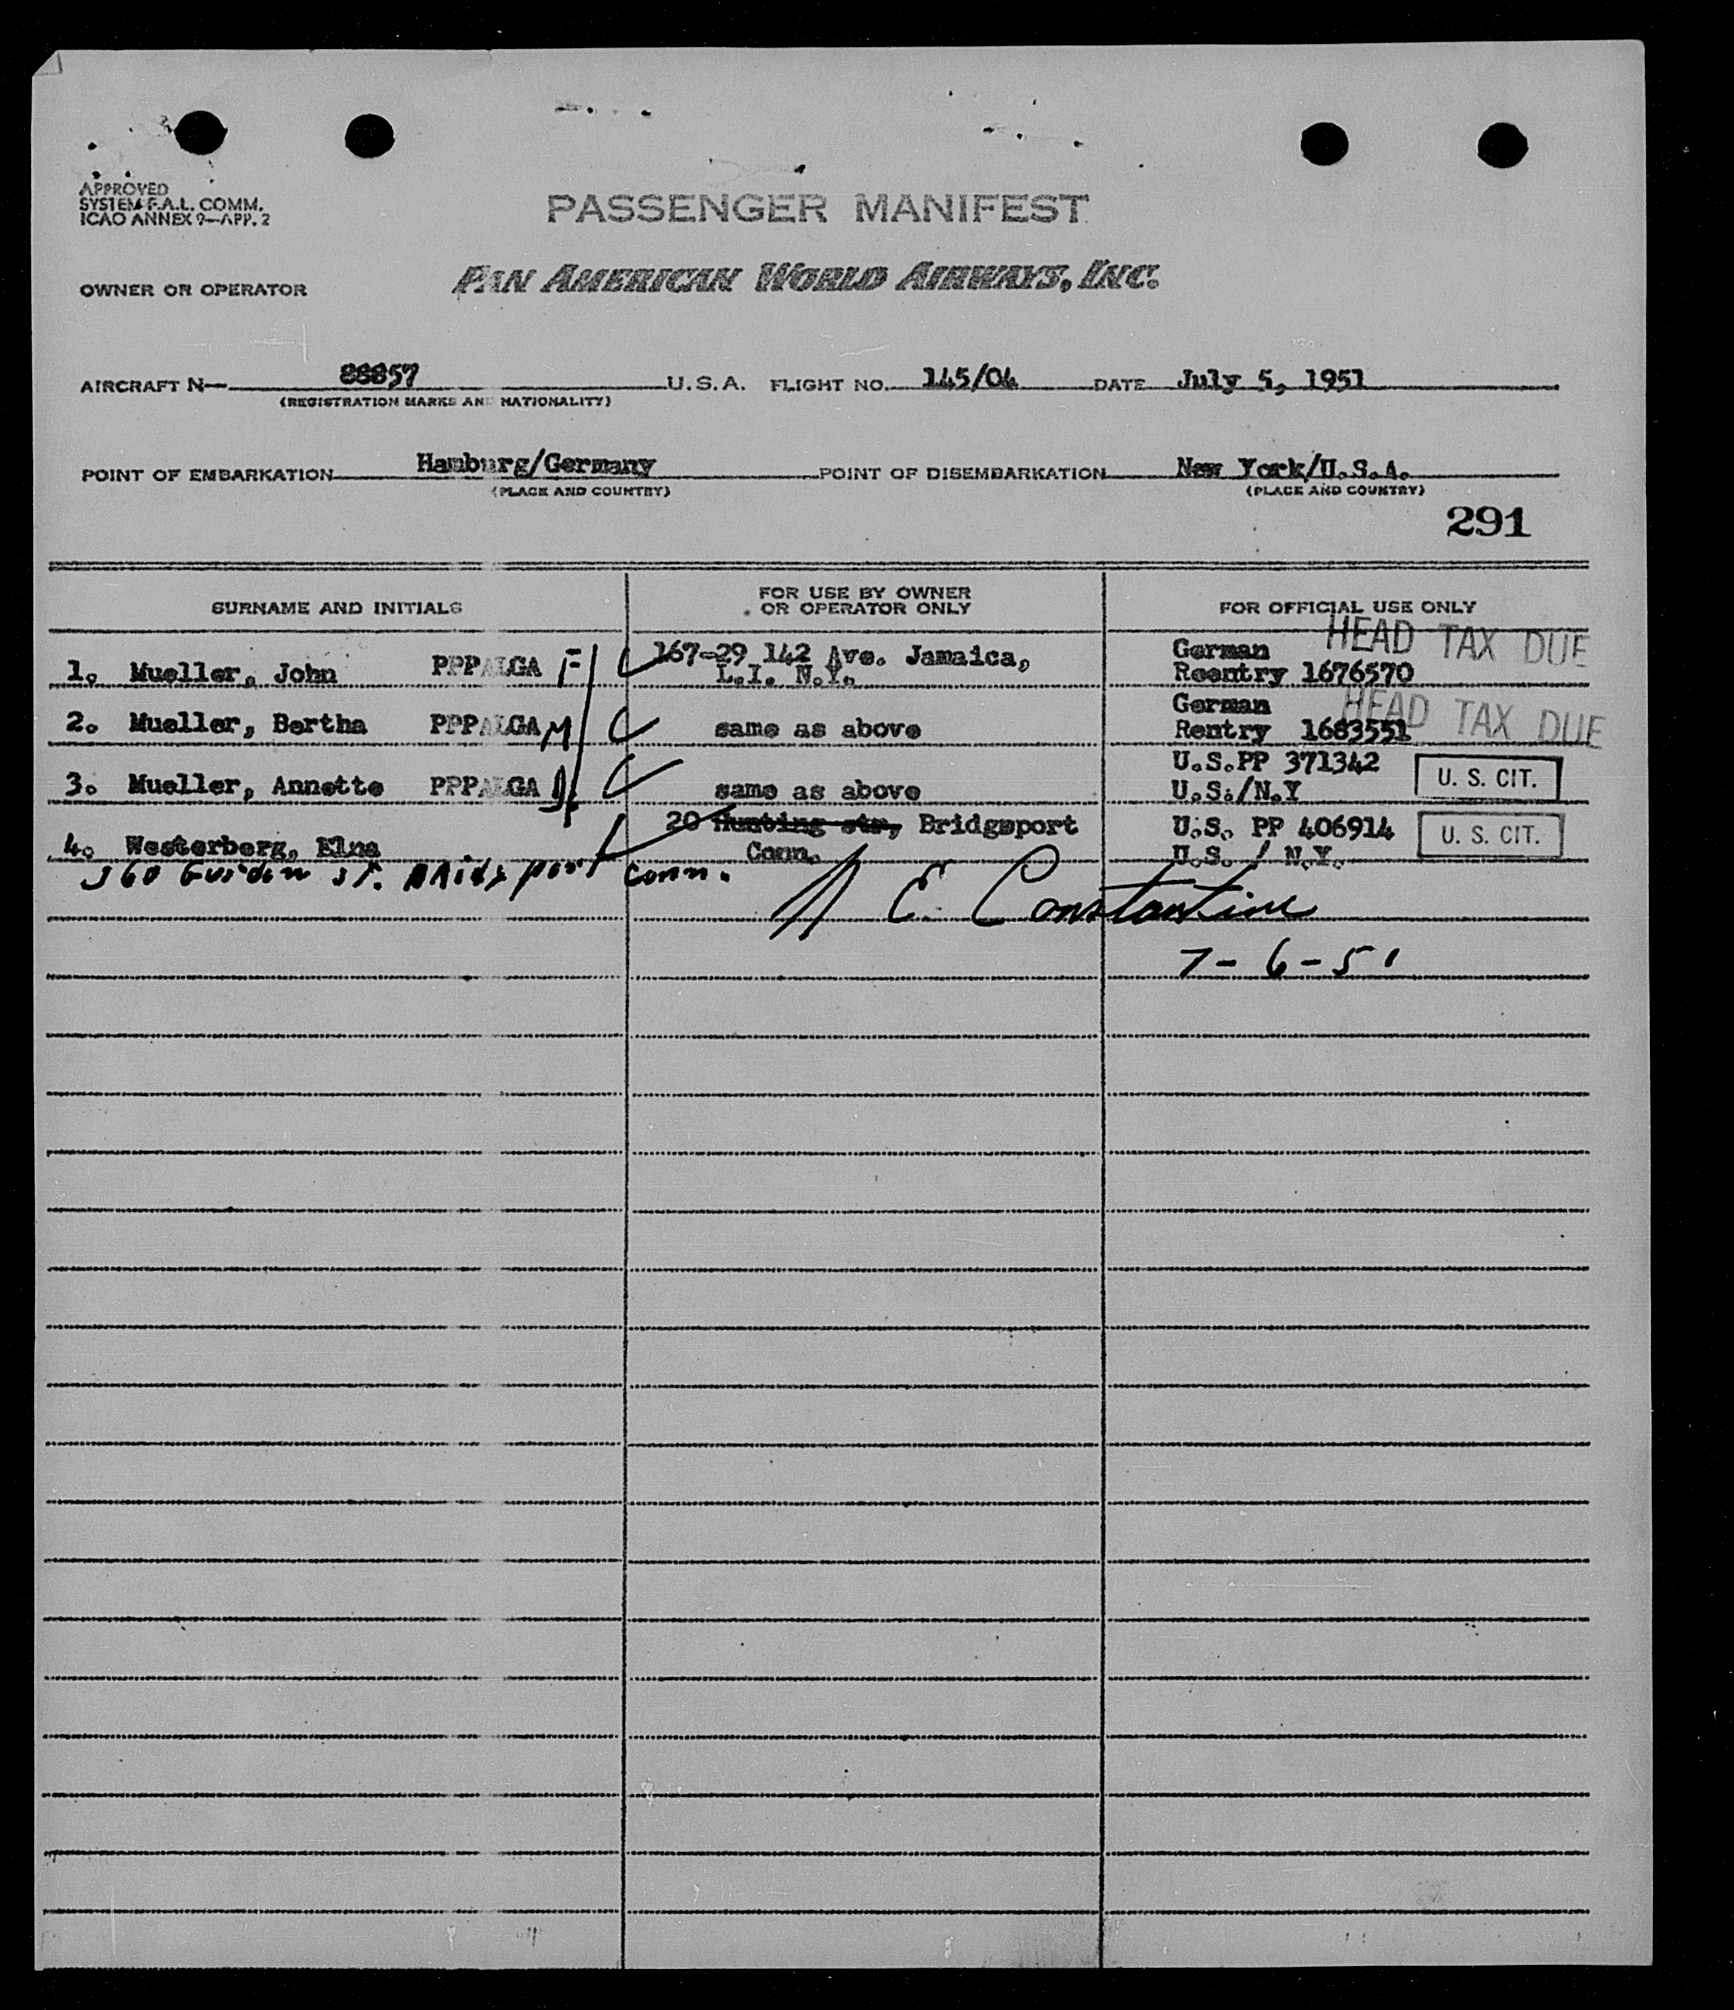 APPROVED
SYSTEM F.A.L. COMM.
ICAO ANNEX 9—APP. 2
PASSENGER MANIFEST
OWNER OR OPERATOR PAN AMERICAN WORLD AIRWAYS, INC.
AIRCRAFT N— 88857 U.S.A. FLIGHT NO. 145/04 DATE July 5, 1951
(REGISTRATION MARKS AND NATIONALITY)
POINT OF EMBARKATION Hamburg/Germany POINT OF DISEMBARKATION New York/U.S.A.
(PLACE AND COUNTRY) (PLACE AND COUNTRY)
291
SURNAME AND INITIALS FOR USE BY OWNER OR OPERATOR ONLY FOR OFFICIAL USE ONLY
HEAD TAX DUE
1. Mueller, John PPPALGA F C 167-29 142 Ave. Jamaica, German
L.I. N.Y. Reentry 1676570
HEAD TAX DUE
German
2. Mueller, Bertha PPPALGA M C same as above Rentry 1683551
U.S.PP 371342 U. S. CIT.
3. Mueller, Annette PPPALGA D C same as above U.S./N.Y
20 Hunting str, Bridgeport U.S. PP 406914 U. S. CIT.
4. Westerberg, Elna Conn. U.S. / N.Y.
St. Bridgeport Conn.
E Constantine
7-6-51